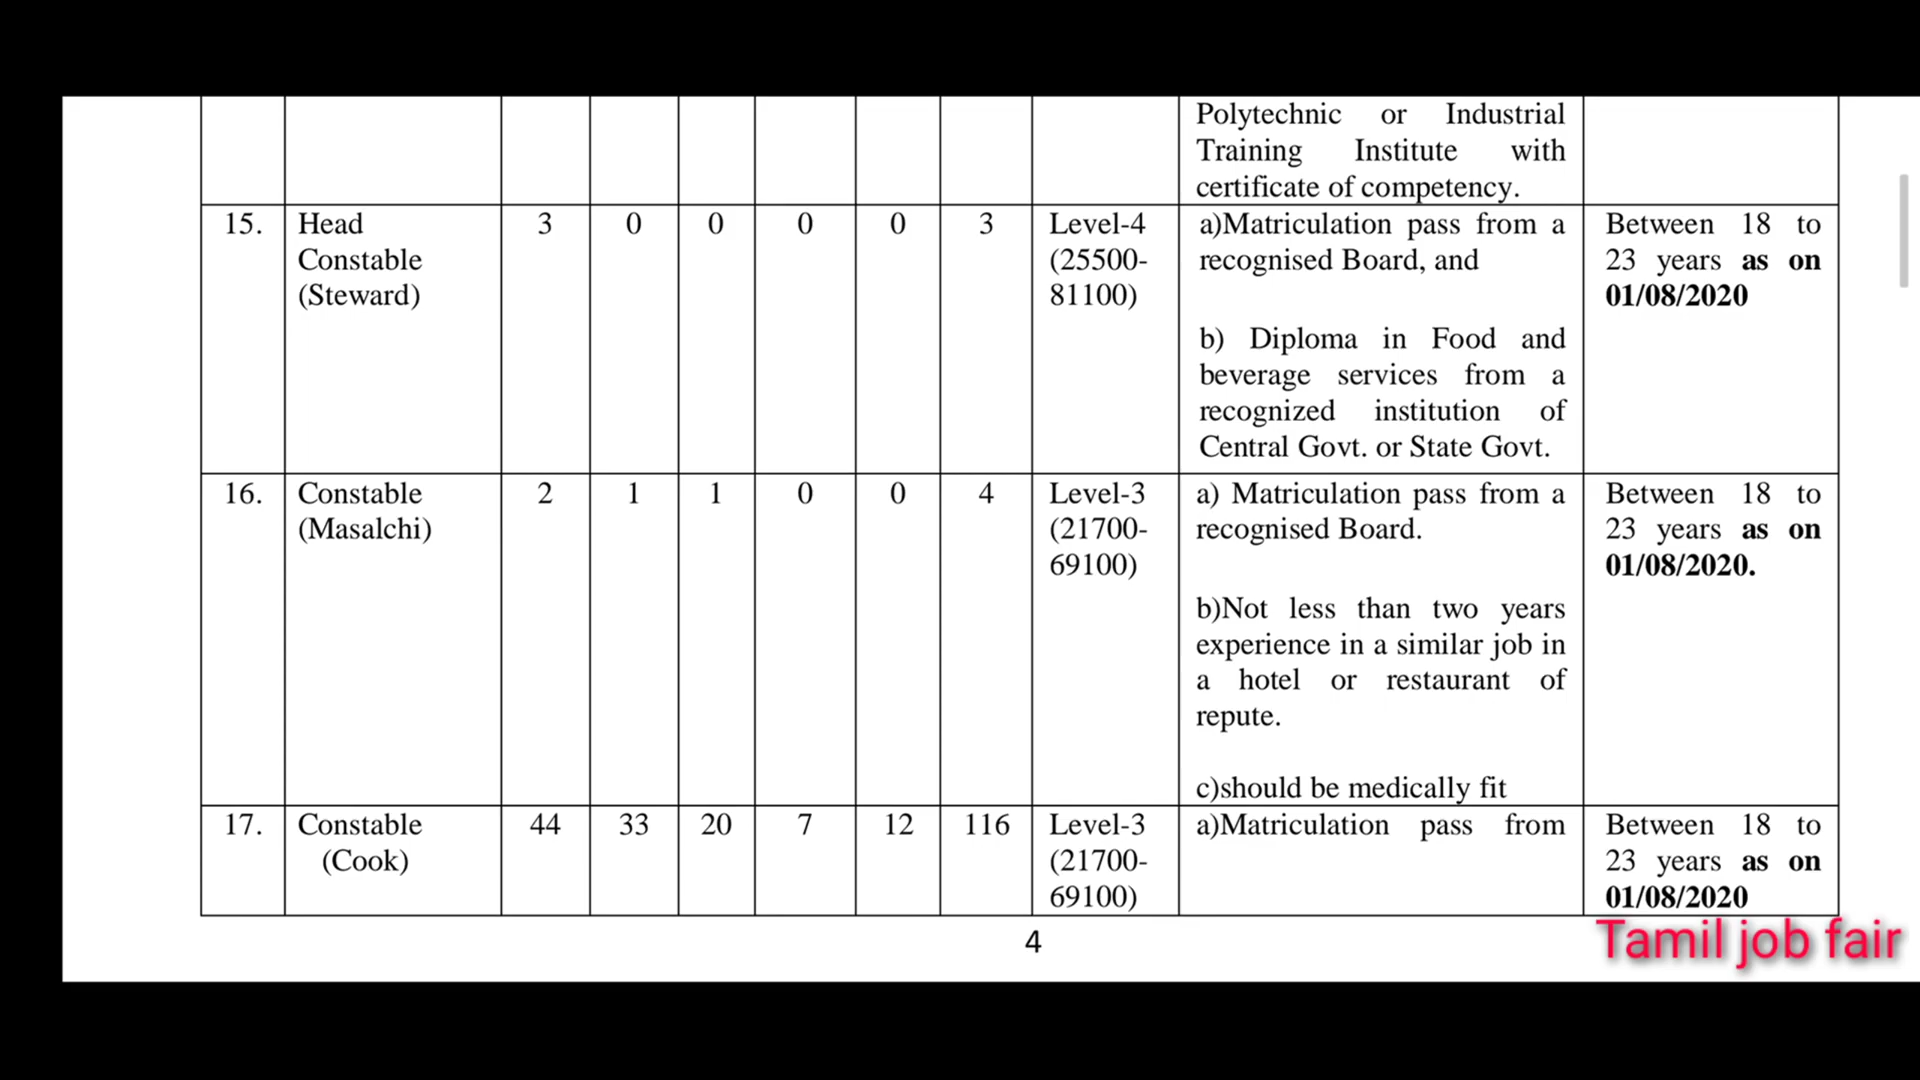 Polytechnic or Industrial
Training Institute with
certificate of competency.
15. Head 3 0 0 0 0 3 Level-4 a)Matriculation pass from a Between 18 to
Constable (25500- recognised Board, and 23 years as on
(Steward) 81100) 01/08/2020
b) Diploma in Food and
beverage services from a
recognized institution of
Central Govt. or State Govt.
16. Constable 2 1 1 0 0 4 Level-3 a) Matriculation pass from a Between 18 to
(Masalchi) (21700- recognised Board. 23 years as on
69100) 01/08/2020.
b)Not less than two years
experience in a similar job in
a hotel or restaurant of
repute.
c)should be medically fit
17. Constable 44 33 20 7 12 116 Level-3 a)Matriculation pass from Between 18 to
(Cook) (21700- 23 years as on
69100) 01/08/2020
4
Tamil job fair